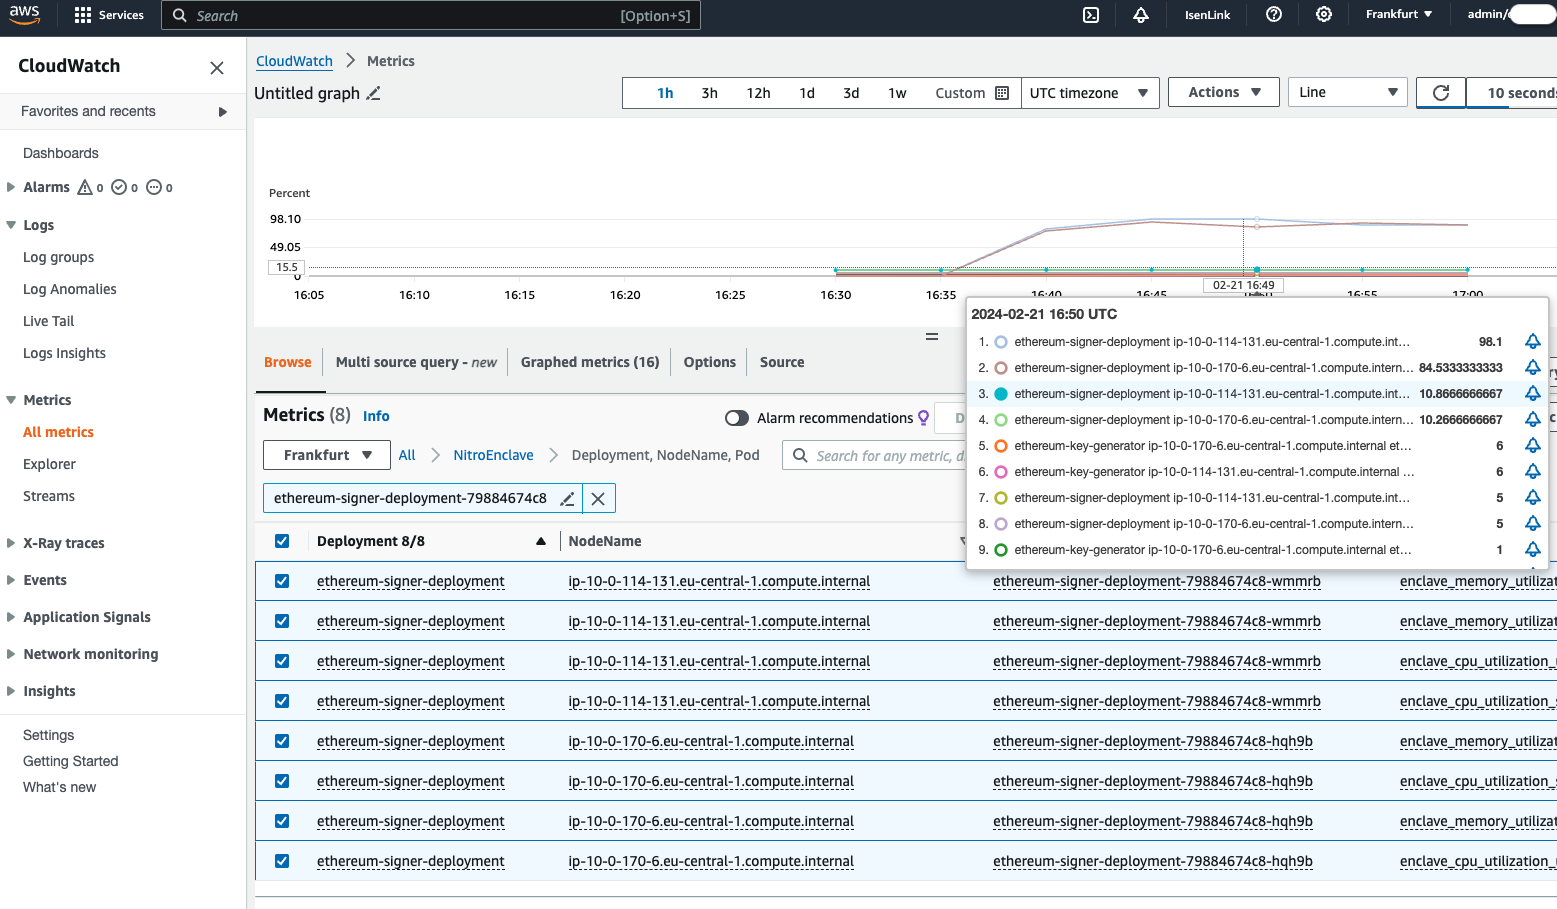 aws
Services
Search
[Option+S]
IsenLink
Frankfurt
admin/
CloudWatch
Favorites and recents
Dashboards
Alarms 0 0 0
Logs
Log groups
Log Anomalies
Live Tail
Logs Insights
Metrics
All metrics
Explorer
Streams
X-Ray traces
Events
Application Signals
Network monitoring
Insights
Settings
Getting Started
What's new
CloudWatch > Metrics
Untitled graph
1h 3h 12h 1d 3d 1w Custom UTC timezone Actions Line 10 seconds
Percent
98.10
49.05
15.5
0
16:05 16:10 16:15 16:20 16:25 16:30 16:35 16:40 16:45 16:50 16:55 17:00
02-21 16:49
2024-02-21 16:50 UTC
1. ethereum-signer-deployment ip-10-0-114-131.eu-central-1.compute.int... 98.1
2. ethereum-signer-deployment ip-10-0-170-6.eu-central-1.compute.intern... 84.5333333333
3. ethereum-signer-deployment ip-10-0-114-131.eu-central-1.compute.int... 10.8666666667
4. ethereum-signer-deployment ip-10-0-170-6.eu-central-1.compute.intern... 10.2666666667
5. ethereum-key-generator ip-10-0-170-6.eu-central-1.compute.internal et... 6
6. ethereum-key-generator ip-10-0-114-131.eu-central-1.compute.internal ... 6
7. ethereum-signer-deployment ip-10-0-114-131.eu-central-1.compute.int... 5
8. ethereum-signer-deployment ip-10-0-170-6.eu-central-1.compute.intern... 5
9. ethereum-key-generator ip-10-0-170-6.eu-central-1.compute.internal et... 1
Browse Multi source query - new Graphed metrics (16) Options Source
Metrics (8) Info
Alarm recommendations D
Frankfurt All > NitroEnclave > Deployment, NodeName, Pod
Search for any metric, d
ethereum-signer-deployment-79884674c8
Deployment 8/8 NodeName
ethereum-signer-deployment ip-10-0-114-131.eu-central-1.compute.internal ethereum-signer-deployment-79884674c8-wmmrb enclave_memory_utilizat
ethereum-signer-deployment ip-10-0-114-131.eu-central-1.compute.internal ethereum-signer-deployment-79884674c8-wmmrb enclave_memory_utilizat
ethereum-signer-deployment ip-10-0-114-131.eu-central-1.compute.internal ethereum-signer-deployment-79884674c8-wmmrb enclave_cpu_utilization_
ethereum-signer-deployment ip-10-0-114-131.eu-central-1.compute.internal ethereum-signer-deployment-79884674c8-wmmrb enclave_cpu_utilization_
ethereum-signer-deployment ip-10-0-170-6.eu-central-1.compute.internal ethereum-signer-deployment-79884674c8-hqh9b enclave_memory_utilizat
ethereum-signer-deployment ip-10-0-170-6.eu-central-1.compute.internal ethereum-signer-deployment-79884674c8-hqh9b enclave_cpu_utilization_
ethereum-signer-deployment ip-10-0-170-6.eu-central-1.compute.internal ethereum-signer-deployment-79884674c8-hqh9b enclave_memory_utilizat
ethereum-signer-deployment ip-10-0-170-6.eu-central-1.compute.internal ethereum-signer-deployment-79884674c8-hqh9b enclave_cpu_utilization_